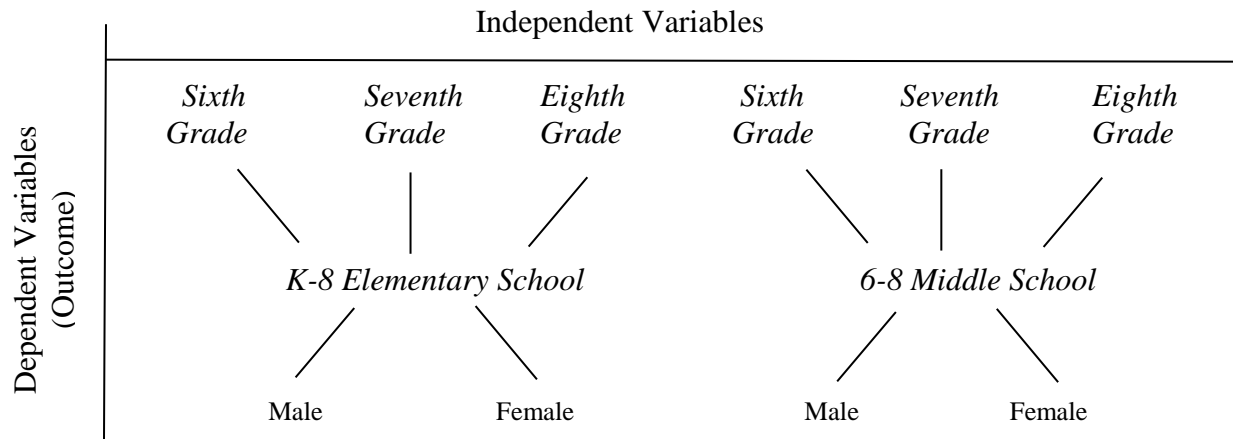 Independent Variables
Dependent Variables
(Outcome)
Sixth
Grade
Seventh
Grade
Eighth
Grade
Sixth
Grade
Seventh
Grade
Eighth
Grade
K-8 Elementary School
6-8 Middle School
Male
Female
Male
Female